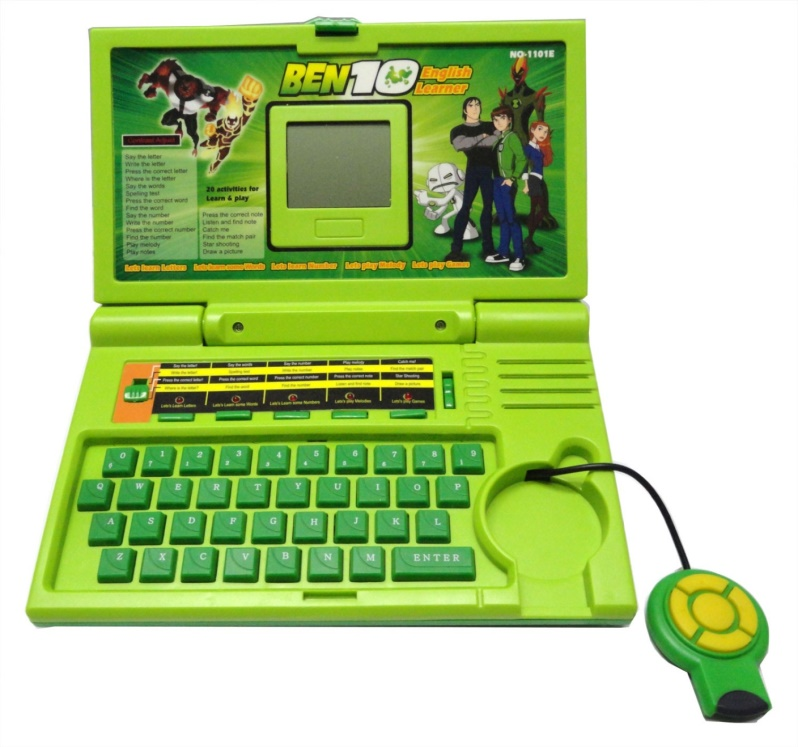 NO-1101E
BEN 10 English
Learner
Say the letter
Write the letter
Press the correct letter
Where is the letter
Say the words
Spelling test
Press the correct word
Find the word
Say the number
Write the number
Press the correct number
Find the number
Play melody
Play notes
28 activities for
Learn & play
Press the correct note
Listen and find note
Catch me
Find the match pair
Star shooting
Draw a picture
Lets learn Letters Lets learn some Words Lets learn Number Lets play Melody Lets play Games
Say the letter! Say the words Say the number Play melody Catch me!
Write the letter! Spelling test Write the number Play notes Find the match pair
Press the correct letter! Press the correct word Press the correct number Press the correct note Star Shooting
Where is the letter? Find the word Find the number Listen and find note Draw a picture
Lets's Learn Letters Lets's Learn some Words Lets's Learn some Numbers Lets's play Melodies Lets's play Games
0 1 2 3 4 5 6 7 8 9
Q W E R T Y U I O P
A S D F G H J K L
Z X C V B N M ENTER